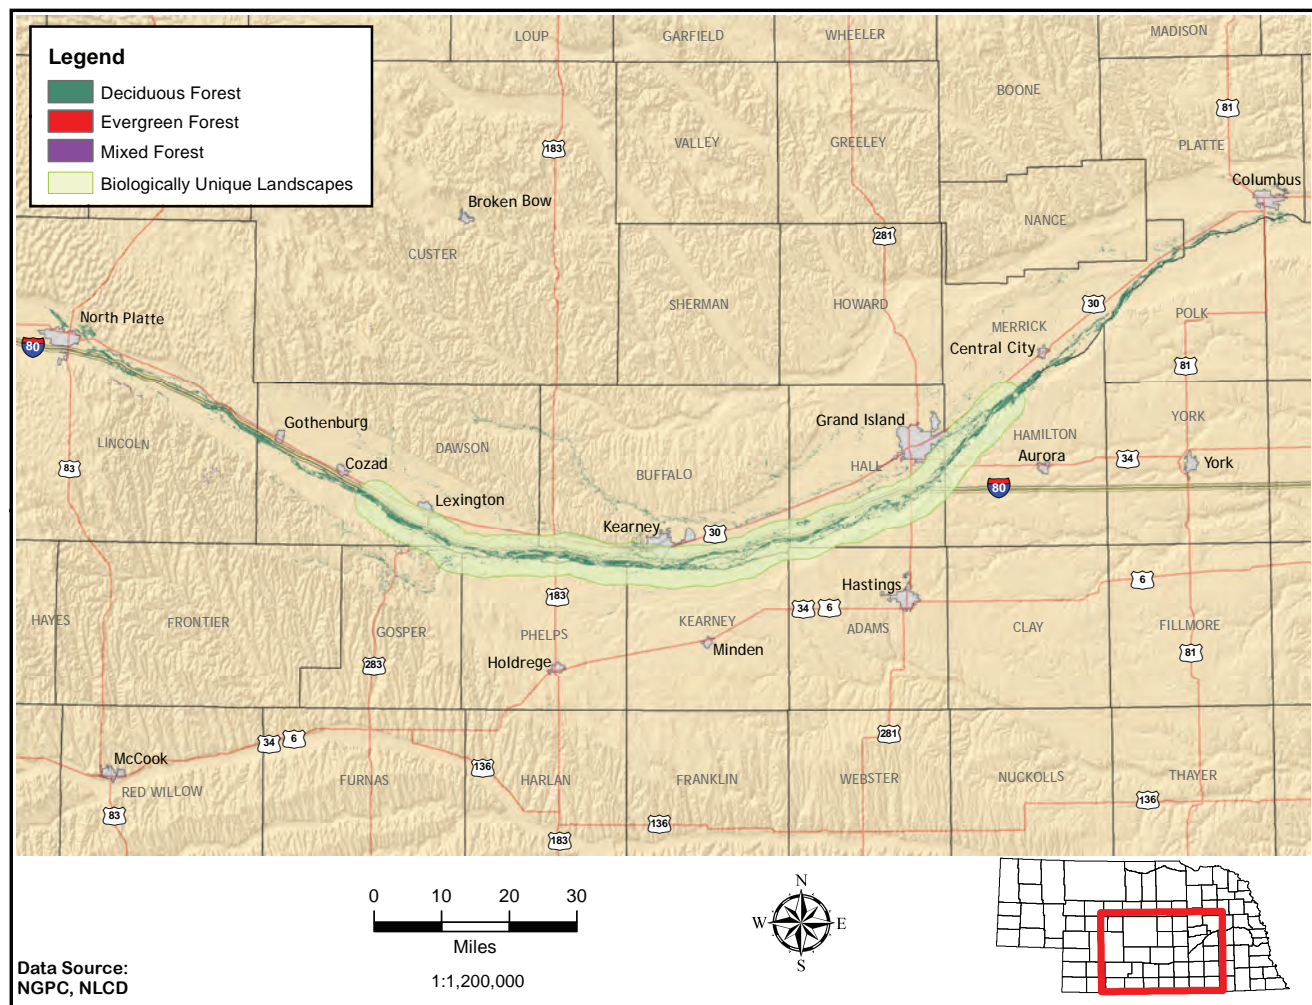 Legend
Deciduous Forest
Evergreen Forest
Mixed Forest
Biologically Unique Landscapes
LOUP
GARFIELD
WHEELER
MADISON
BOONE
81
183
VALLEY
GREELEY
PLATTE
Columbus
Broken Bow
NANCE
CUSTER
281
SHERMAN
HOWARD
30
POLK
North Platte
MERRICK
80
Central City
81
Gothenburg
Grand Island
YORK
LINCOLN
DAWSON
HAMILTON
83
Cozad
HALL
Aurora
34
York
BUFFALO
80
Lexington
Kearney
30
6
Hastings
183
34
6
HAYES
FRONTIER
GOSPER
PHELPS
KEARNEY
ADAMS
CLAY
FILLMORE
Minden
81
283
Holdrege
34
6
281
McCook
136
RED WILLOW
FURNAS
HARLAN
FRANKLIN
WEBSTER
NUCKOLLS
THAYER
83
136
136
183
0
10
20
30
Miles
1:1,200,000
N
W
E
S
Data Source:
NGPC, NLCD